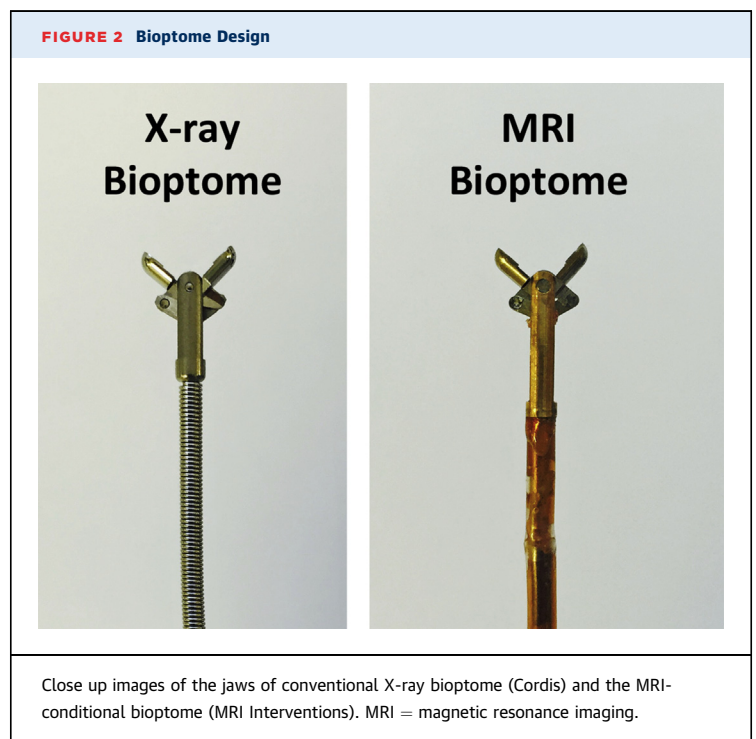 FIGURE 2 Bioptome Design
X-ray
Bioptome
MRI
Bioptome
Close up images of the jaws of conventional X-ray bioptome (Cordis) and the MRI-
conditional bioptome (MRI Interventions). MRI = magnetic resonance imaging.